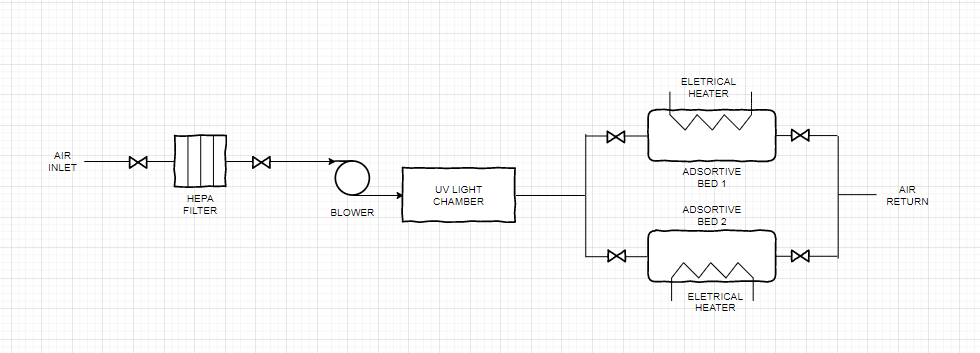 AIR
INLET
HEPA
FILTER
BLOWER
UV LIGHT
CHAMBER
ELETRICAL
HEATER
ADSORTIVE
BED 1
ADSORTIVE
BED 2
ELETRICAL
HEATER
AIR
RETURN